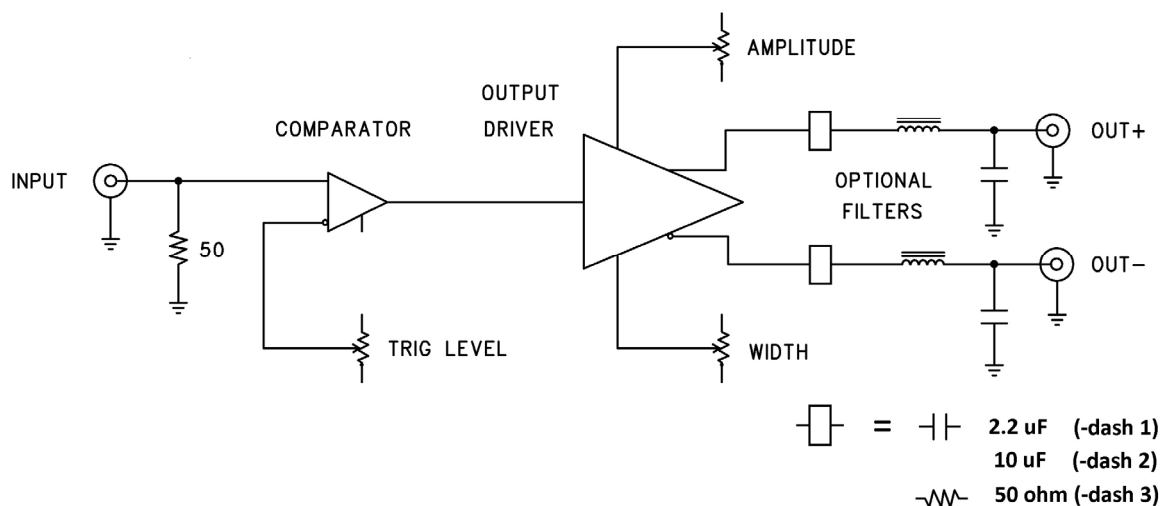 AMPLITUDE
OUTPUT
DRIVER
COMPARATOR
OUT+
INPUT
OPTIONAL
FILTERS
50
OUT-
TRIG LEVEL
WIDTH
= 2.2 uF (-dash 1)
10 uF (-dash 2)
50 ohm (-dash 3)